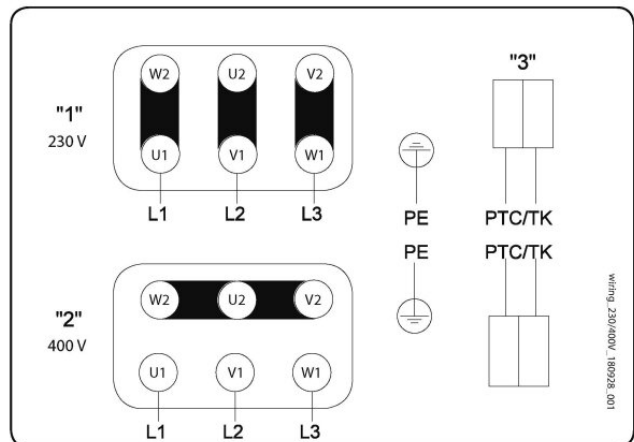 "1"
230 V
W2 U2 V2
U1 V1 W1
L1 L2 L3
"2"
400 V
W2 U2 V2
U1 V1 W1
L1 L2 L3
PE
PE
"3"
PTC/TK
PTC/TK
wiring_230/400V_180928_001